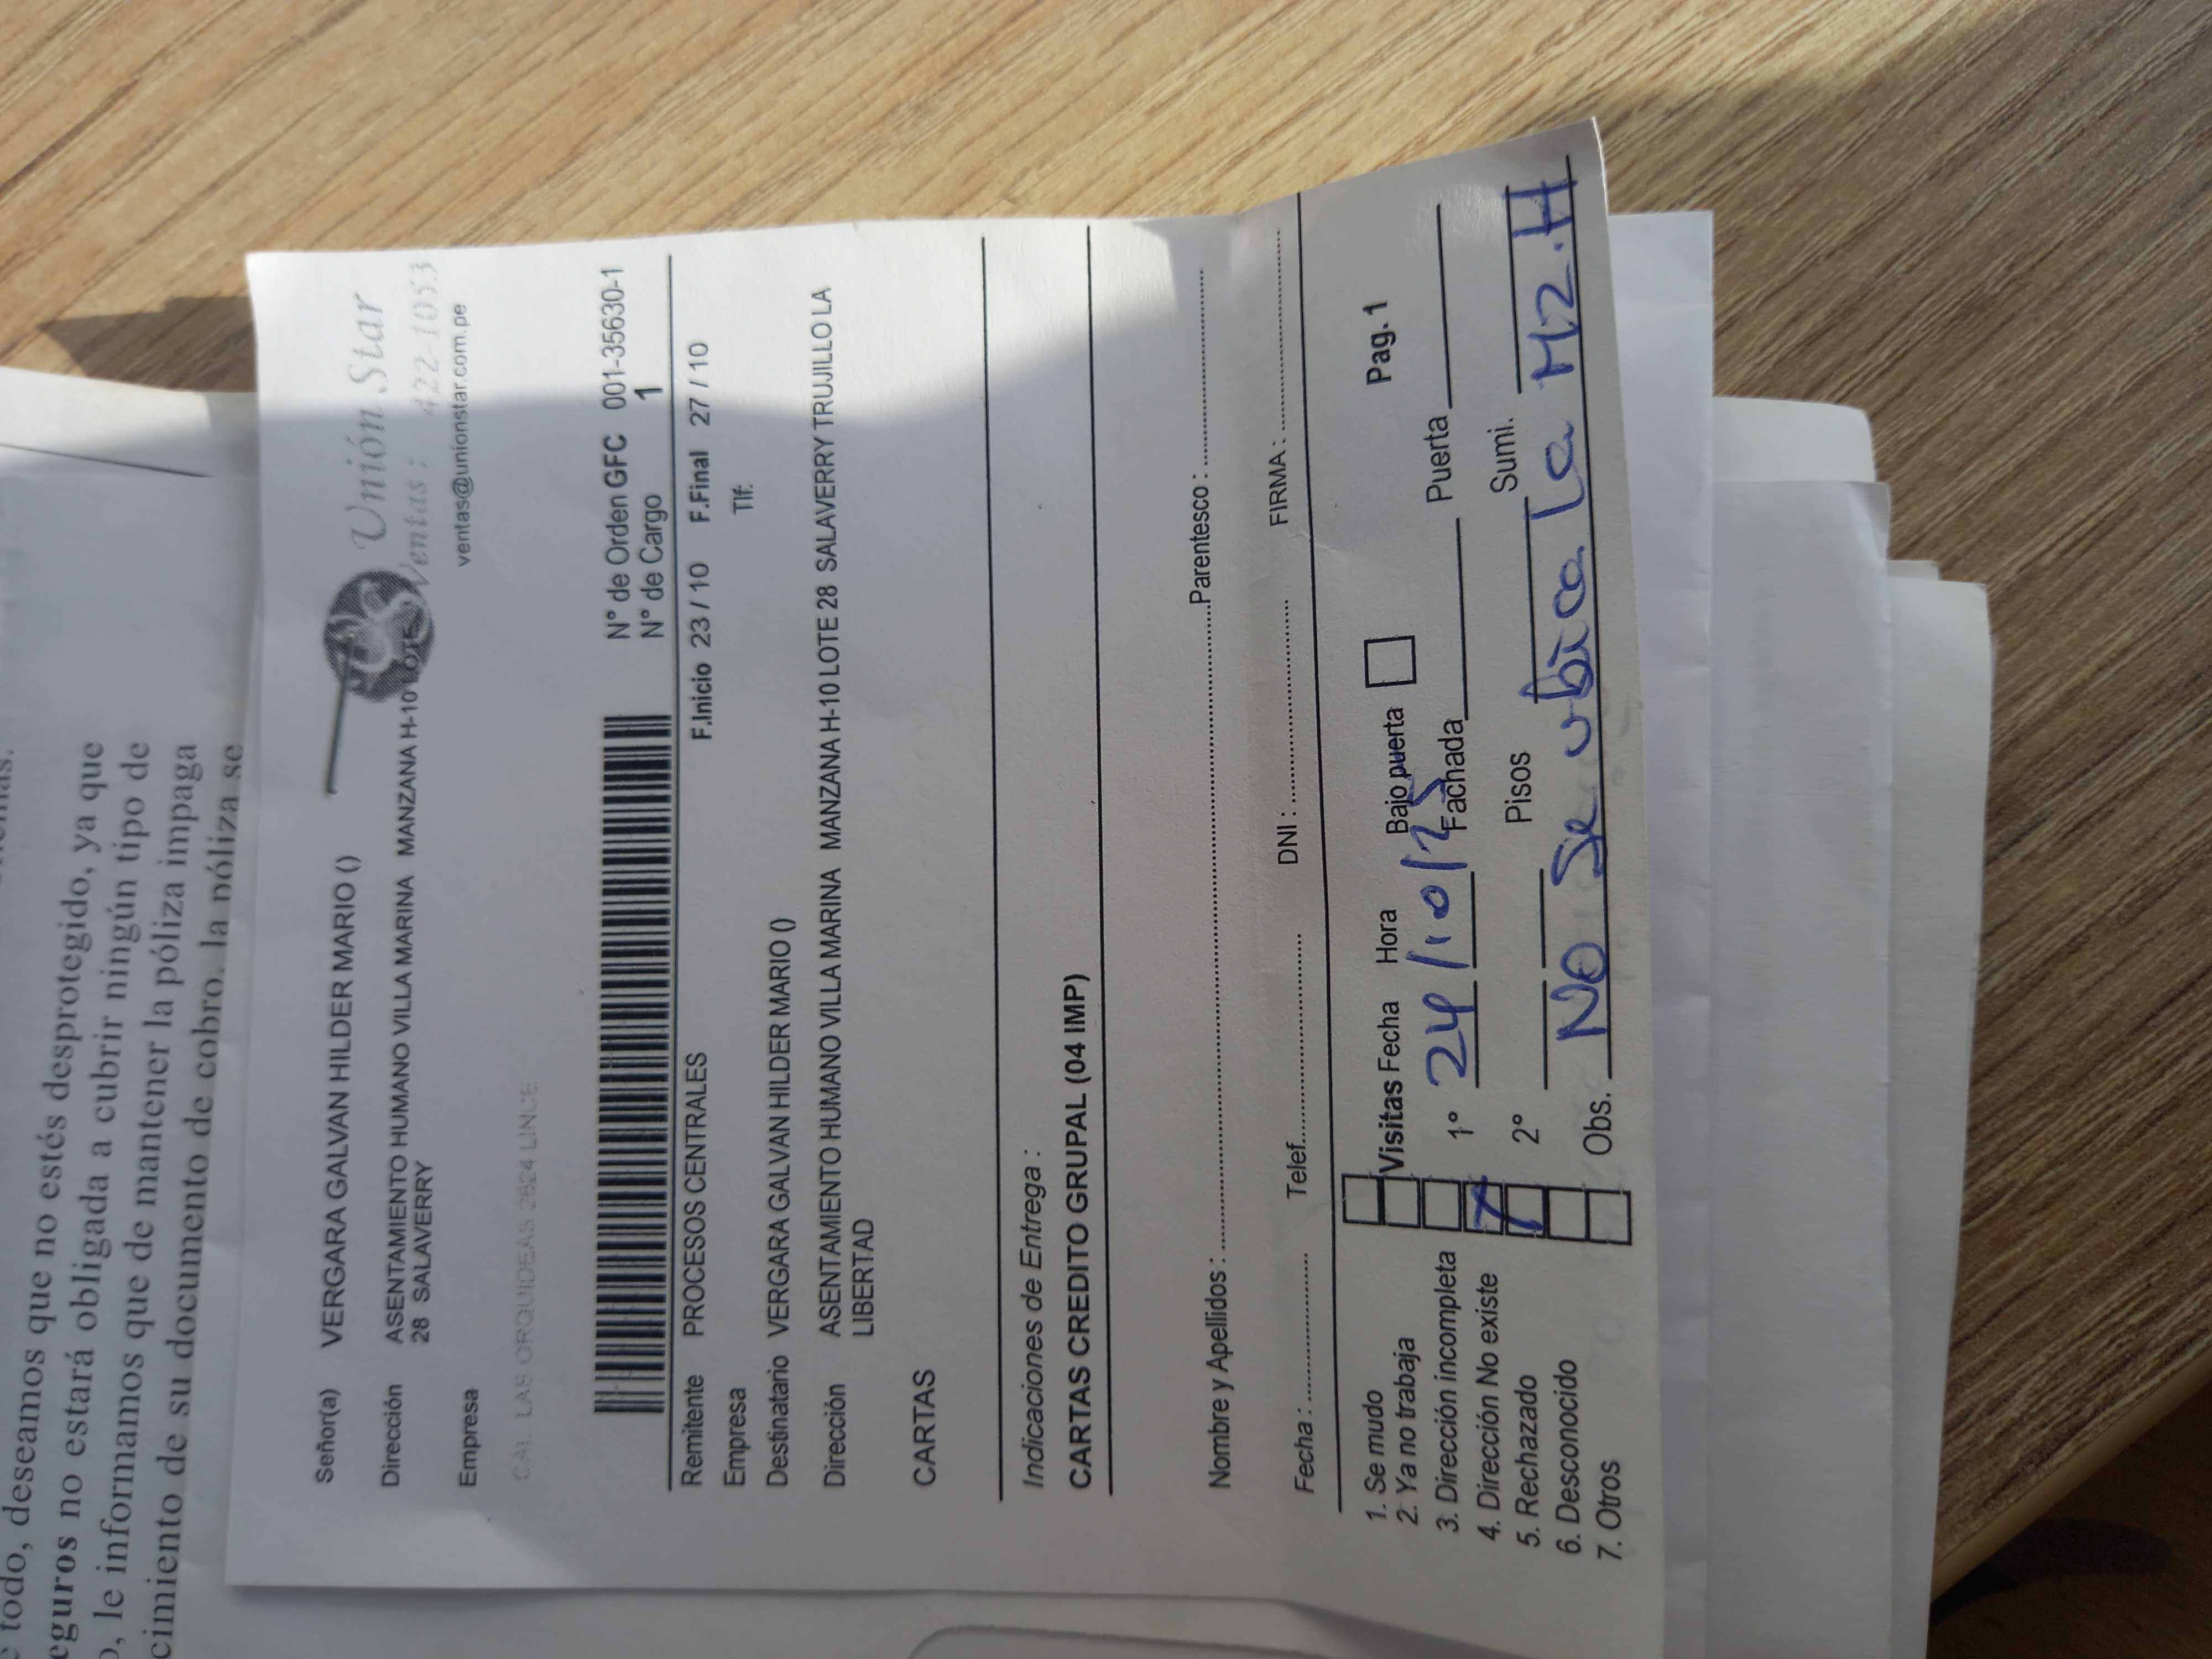 todo, deseamos que no estés desprotegido, ya que
eguros no estará obligada a cubrir ningún tipo de
o, le informamos que de mantener la póliza impaga
cimiento de su documento de cobro, la póliza se
Unión Star
Ventas: 422-1053
ventas@unionstar.com.pe
Señor(a) VERGARA GALVAN HILDER MARIO ()
Dirección ASENTAMIENTO HUMANO VILLA MARINA MANZANA H-10 LOTE
28 SALAVERRY
Empresa
CAL. LAS ORQUIDEAS 2624 LINCE
N° de Orden GFC 001-35630-1
N° de Cargo 1
Remitente PROCESOS CENTRALES F.Inicio 23 / 10 F.Final 27 / 10
Empresa Tlf:
Destinatario VERGARA GALVAN HILDER MARIO ()
Dirección ASENTAMIENTO HUMANO VILLA MARINA MANZANA H-10 LOTE 28 SALAVERRY TRUJILLO LA
LIBERTAD
CARTAS
Indicaciones de Entrega :
CARTAS CREDITO GRUPAL (04 IMP)
Nombre y Apellidos : Parentesco :
Fecha : Telef. DNI : FIRMA :
1. Se mudo
2. Ya no trabaja
3. Dirección incompleta
4. Dirección No existe
5. Rechazado
6. Desconocido
7. Otros
Visitas Fecha Hora Bajo puerta Pag. 1
1º 24/10/25 Fachada Puerta
2º Pisos Sumi.
Obs. No se ubica la Mz. H